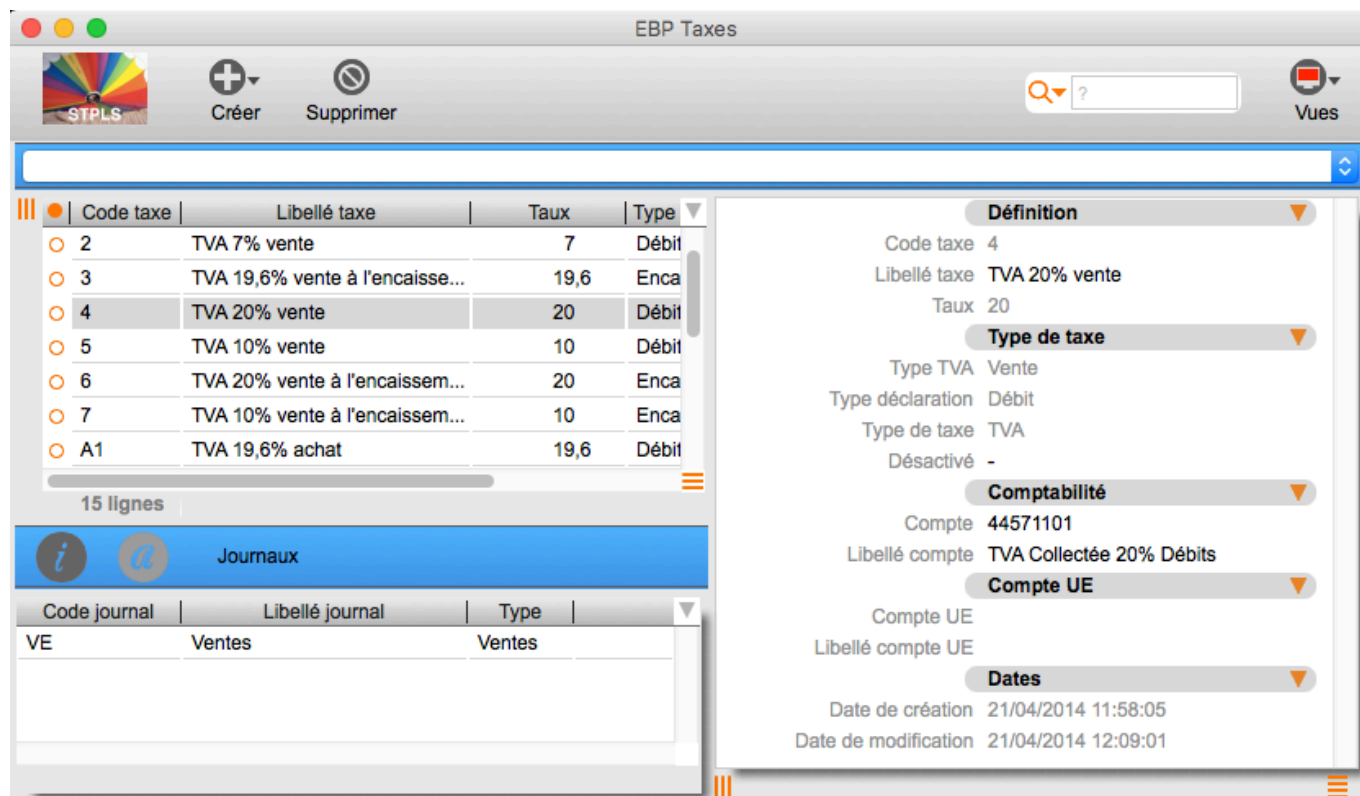 EBP Taxes
STPLS
Créer
Supprimer
?
Vues
Code taxe Libellé taxe Taux Type
2 TVA 7% vente 7 Débit
3 TVA 19,6% vente à l'encaisse... 19,6 Enca
4 TVA 20% vente 20 Débit
5 TVA 10% vente 10 Débit
6 TVA 20% vente à l'encaissem... 20 Enca
7 TVA 10% vente à l'encaissem... 10 Enca
A1 TVA 19,6% achat 19,6 Débit
15 lignes
i a Journaux
Code journal Libellé journal Type
VE Ventes Ventes
Définition
Code taxe 4
Libellé taxe TVA 20% vente
Taux 20
Type de taxe
Type TVA Vente
Type déclaration Débit
Type de taxe TVA
Désactivé -
Comptabilité
Compte 44571101
Libellé compte TVA Collectée 20% Débits
Compte UE
Compte UE
Libellé compte UE
Dates
Date de création 21/04/2014 11:58:05
Date de modification 21/04/2014 12:09:01